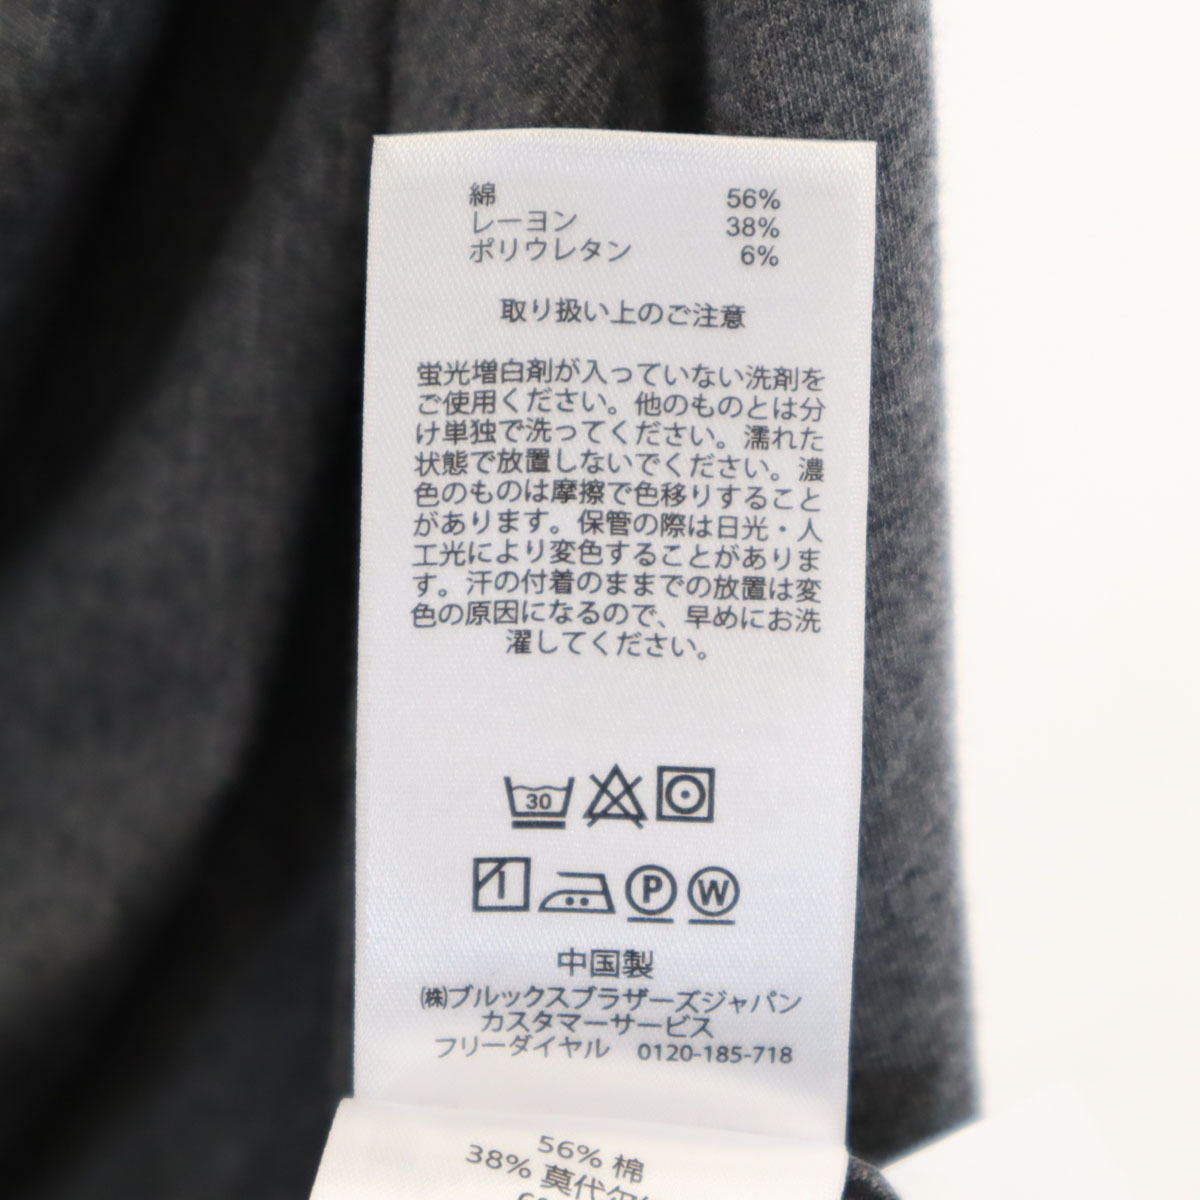 綿 56%
レーヨン 38%
ポリウレタン 6%
取り扱い上のご注意
蛍光増白剤が入っていない洗剤を
ご使用ください。他のものとは分
け単独で洗ってください。濡れた
状態で放置しないでください。濃
色のものは摩擦で色移りすること
があります。保管の際は日光・人
工光により変色することがありま
す。汗の付着のままでの放置は変
色の原因になるので、早めにお洗
濯してください。
30
P W
中国製
㈱ブルックスブラザーズジャパン
カスタマーサービス
フリーダイヤル 0120-185-718
56% 棉
38% 莫代尔